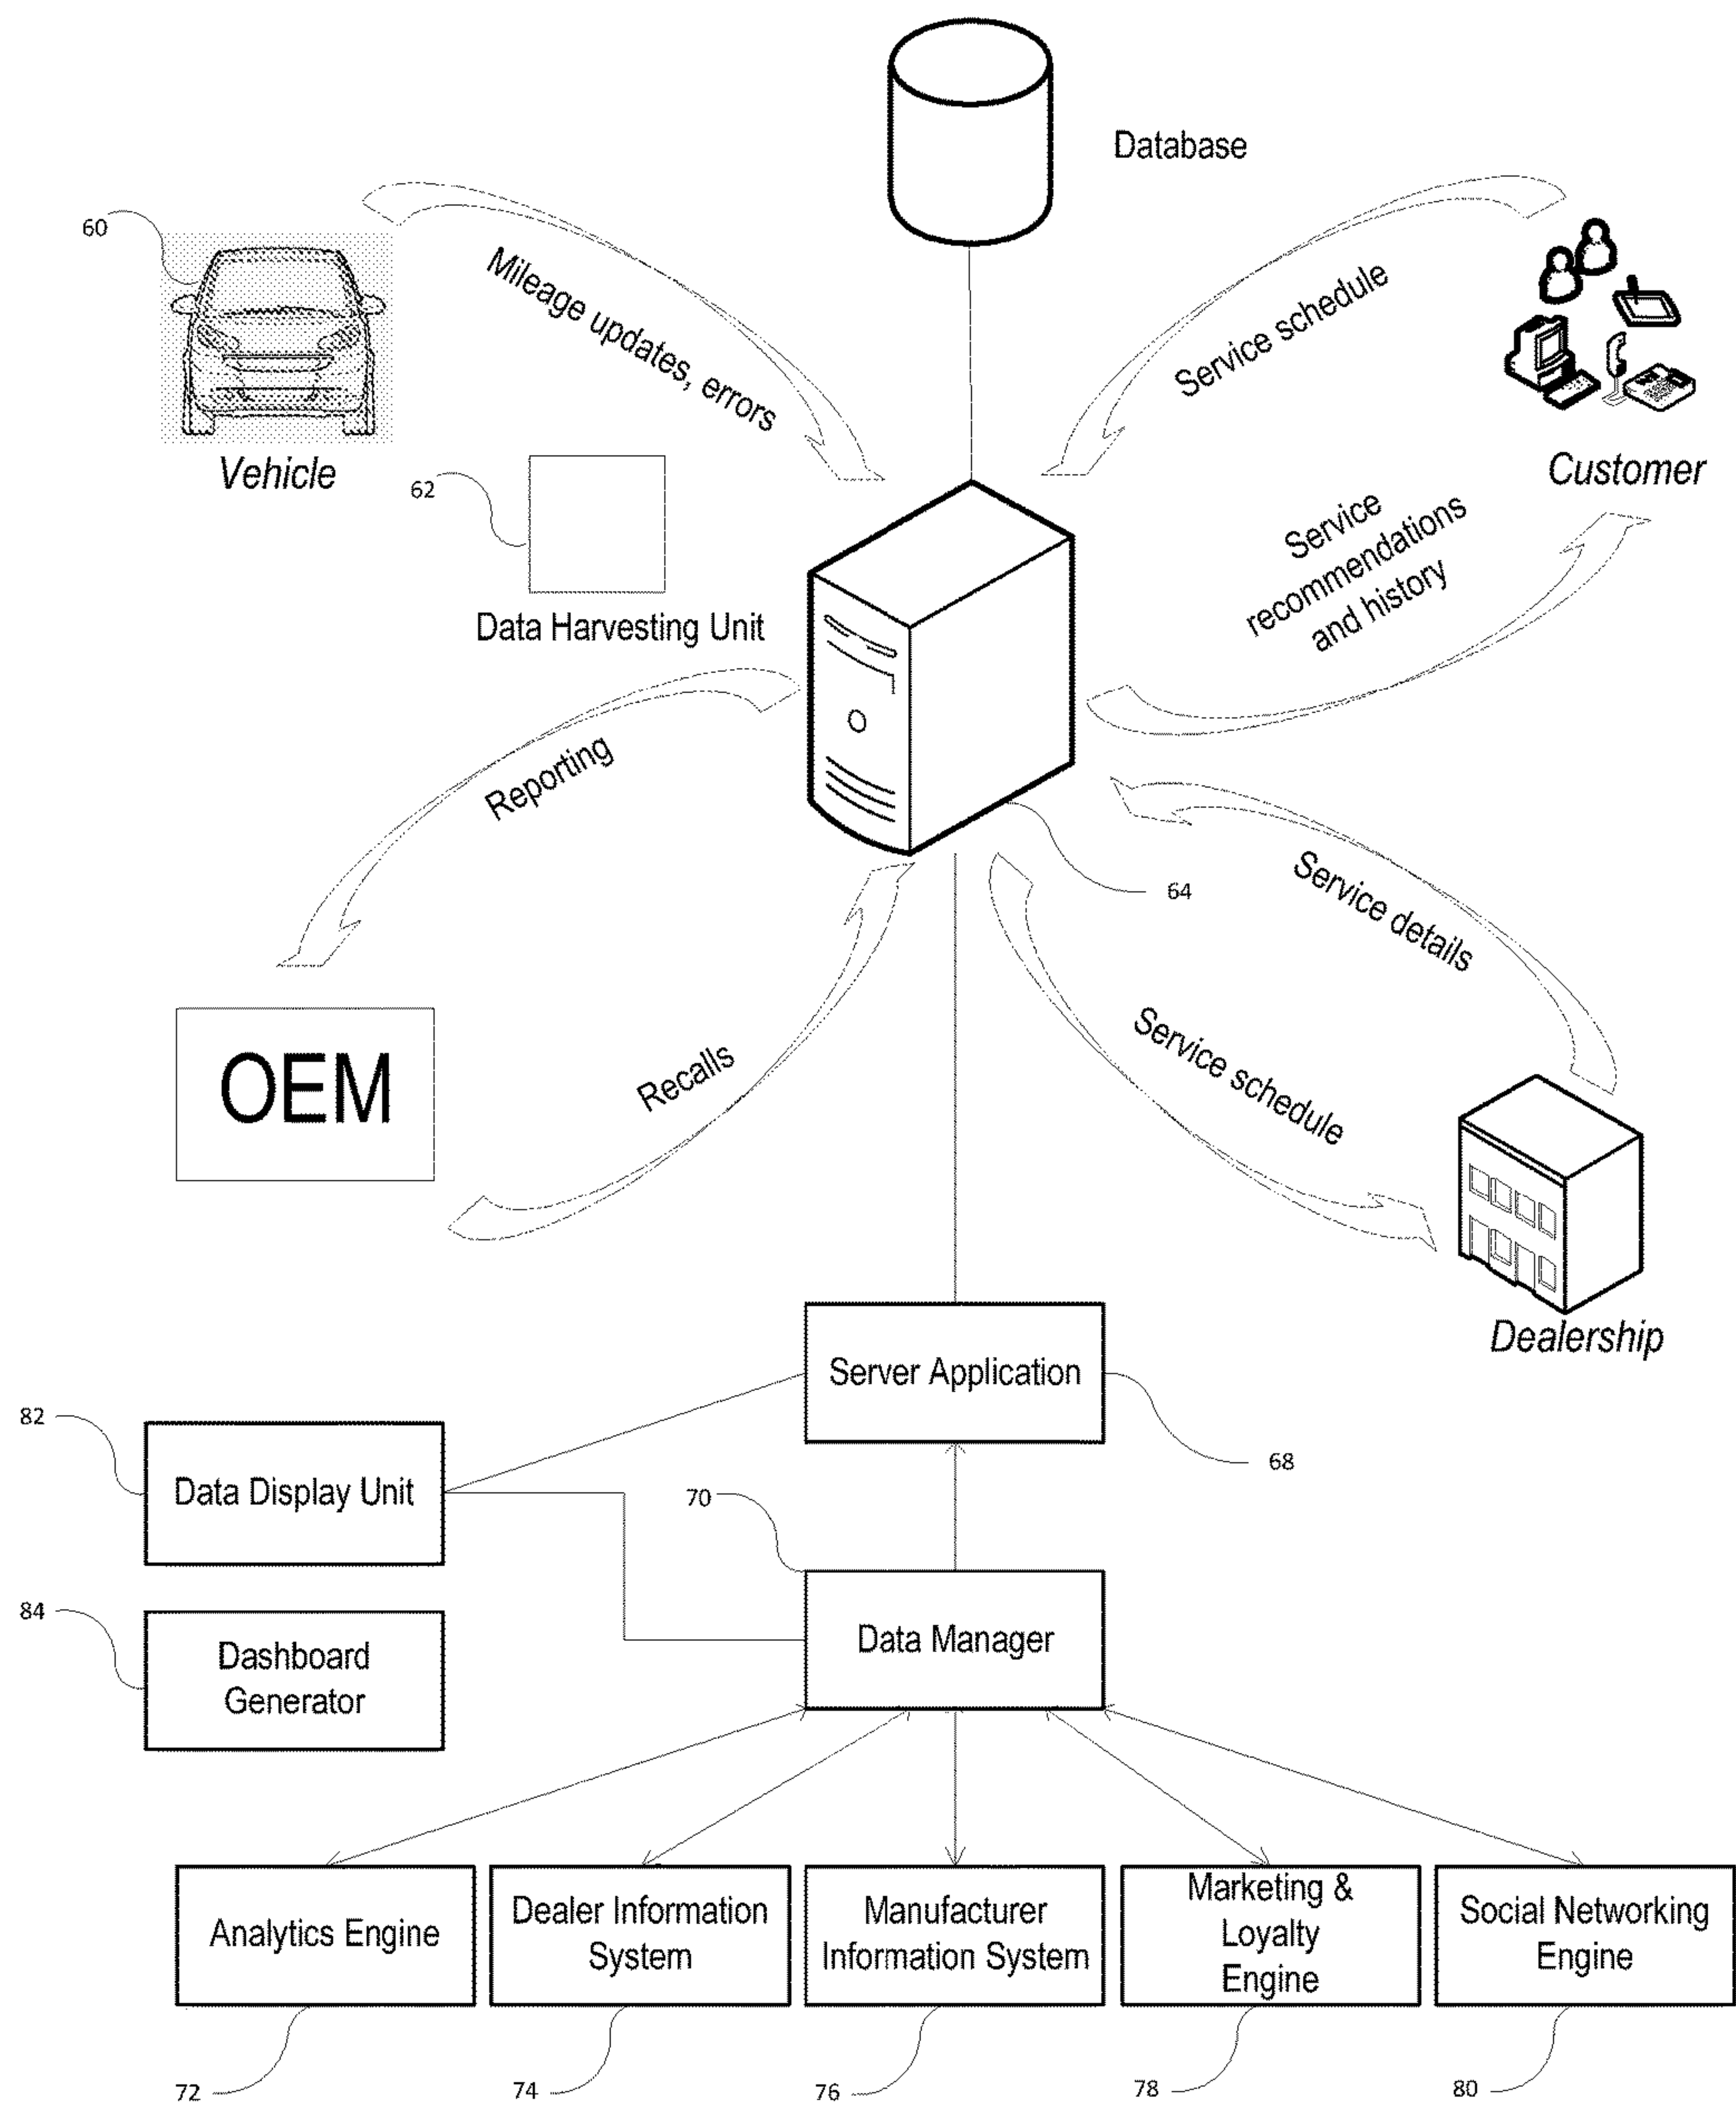 Database
60
Mileage updates, errors
Service schedule
Vehicle
Customer
62
Data Harvesting Unit
Service
recommendations
and history
Reporting
64
Service details
OEM
Recalls
Service schedule
Dealership
Server Application
68
82
Data Display Unit
70
84
Dashboard
Generator
Data Manager
Analytics Engine
Dealer Information
System
Manufacturer
Information System
Marketing &
Loyalty
Engine
Social Networking
Engine
72
74
76
78
80